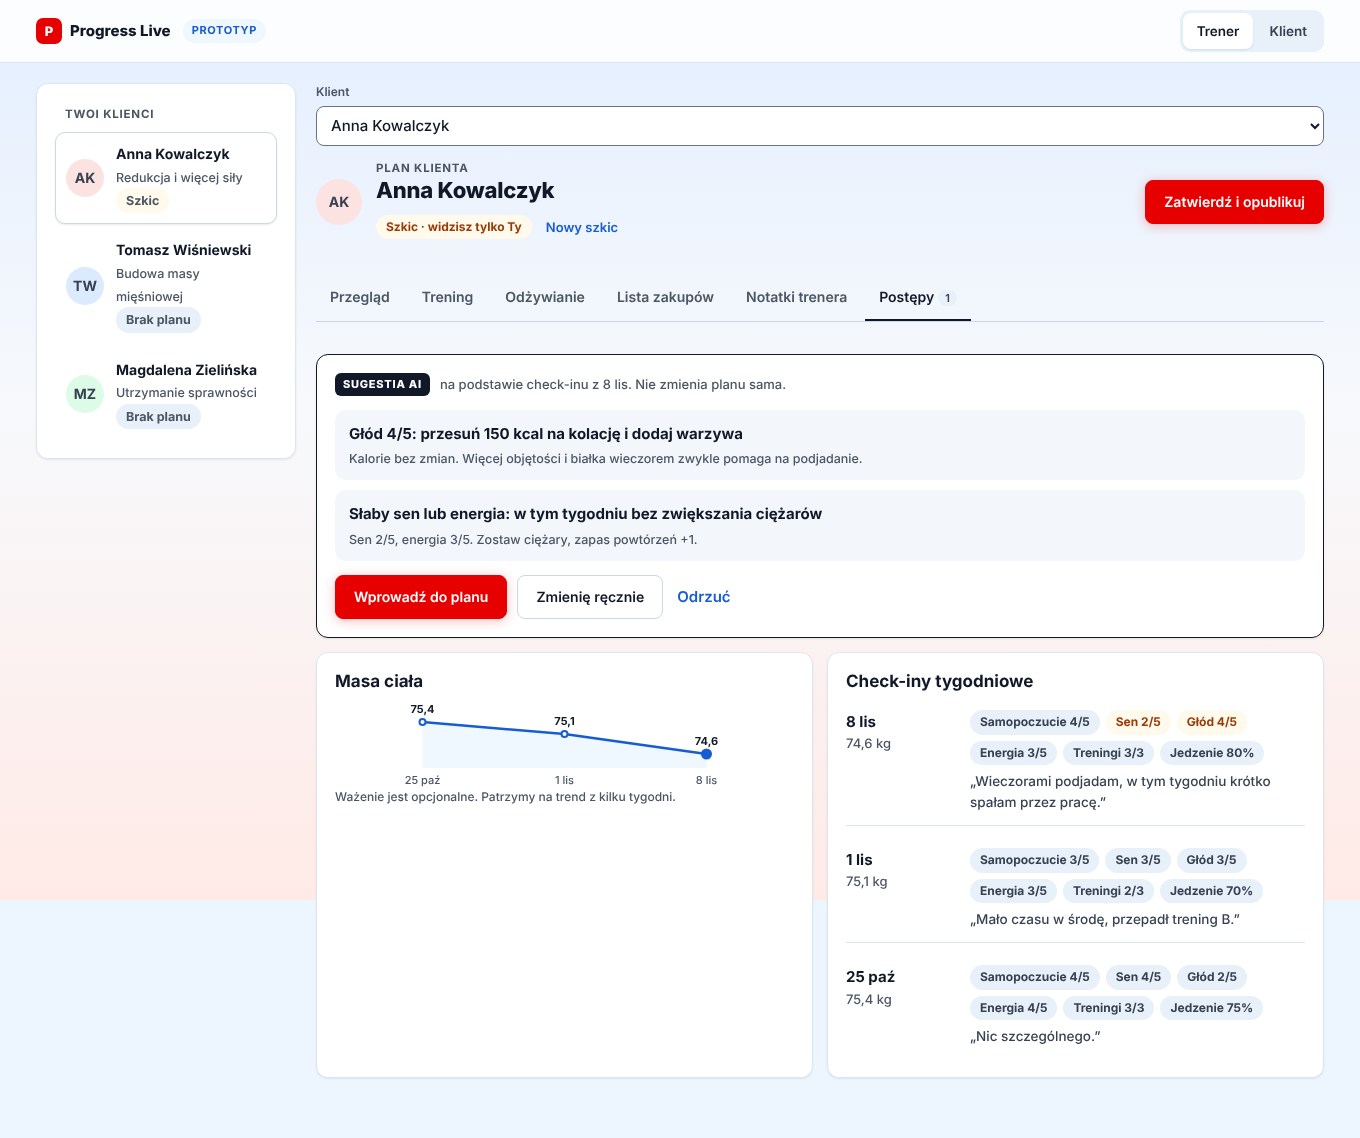 P Progress Live PROTOTYP
Trener Klient
TWOI KLIENCI
AK
Anna Kowalczyk
Redukcja i więcej siły
Szkic
TW
Tomasz Wiśniewski
Budowa masy
mięśniowej
Brak planu
MZ
Magdalena Zielińska
Utrzymanie sprawności
Brak planu
Klient
Anna Kowalczyk
AK
PLAN KLIENTA
Anna Kowalczyk
Szkic · widzisz tylko Ty Nowy szkic
Zatwierdź i opublikuj
Przegląd Trening Odżywianie Lista zakupów Notatki trenera Postępy 1
SUGESTIA AI na podstawie check-inu z 8 lis. Nie zmienia planu sama.
Głód 4/5: przesuń 150 kcal na kolację i dodaj warzywa
Kalorie bez zmian. Więcej objętości i białka wieczorem zwykle pomaga na podjadanie.
Słaby sen lub energia: w tym tygodniu bez zwiększania ciężarów
Sen 2/5, energia 3/5. Zostaw ciężary, zapas powtórzeń +1.
Wprowadź do planu Zmienię ręcznie Odrzuć
Masa ciała
75,4
75,1
74,6
25 paź 1 lis 8 lis
Ważenie jest opcjonalne. Patrzymy na trend z kilku tygodni.
Check-iny tygodniowe
8 lis
74,6 kg
Samopoczucie 4/5 Sen 2/5 Głód 4/5
Energia 3/5 Treningi 3/3 Jedzenie 80%
„Wieczorami podjadam, w tym tygodniu krótko
spałam przez pracę.”
1 lis
75,1 kg
Samopoczucie 3/5 Sen 3/5 Głód 3/5
Energia 3/5 Treningi 2/3 Jedzenie 70%
„Mało czasu w środę, przepadł trening B.”
25 paź
75,4 kg
Samopoczucie 4/5 Sen 4/5 Głód 2/5
Energia 4/5 Treningi 3/3 Jedzenie 75%
„Nic szczególnego.”